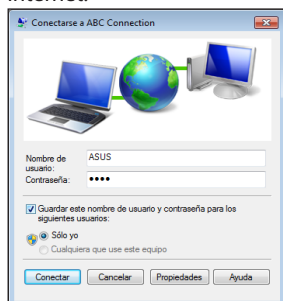 internet.
Conectarse a ABC Connection
Nombre de
usuario:
ASUS
Contraseña:
••••
Guardar este nombre de usuario y contraseña para los
siguientes usuarios:
Sólo yo
Cualquiera que use este equipo
Conectar Cancelar Propiedades Ayuda